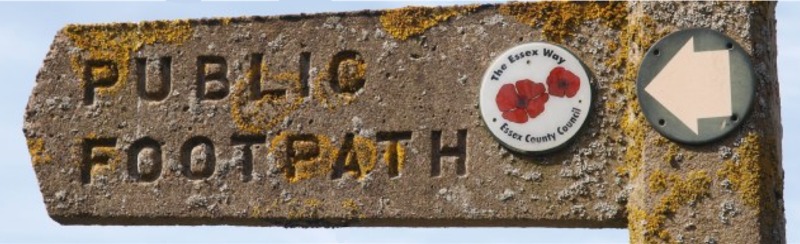 PUBLIC
FOOTPATH
The Essex Way
• Essex County Council •